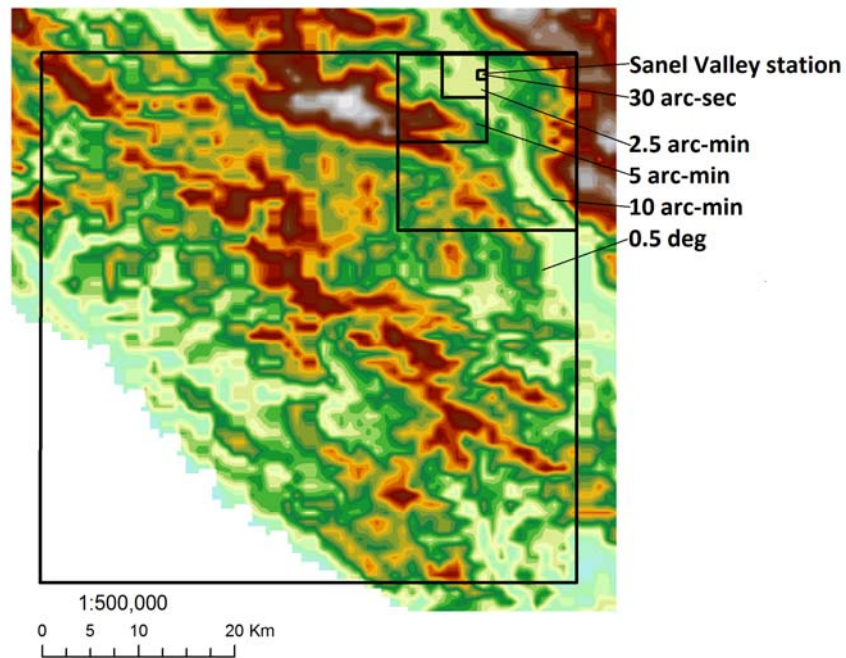 Sanel Valley station
30 arc-sec
2.5 arc-min
5 arc-min
10 arc-min
0.5 deg
1:500,000
0 5 10 20 Km